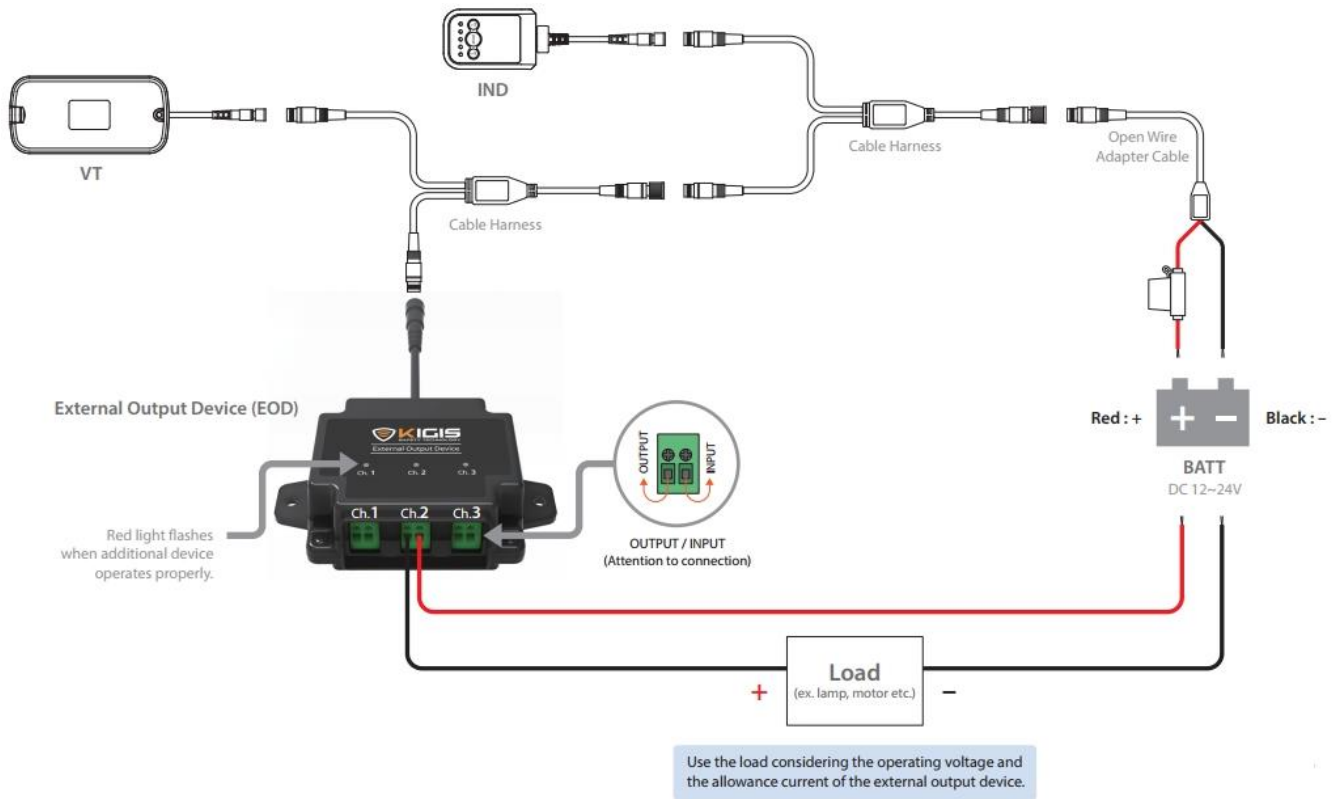 IND
VT
Cable Harness
Open Wire
Adapter Cable
Cable Harness
External Output Device (EOD)
KIGIS
SAFETY TECHNOLOGY
External Output Device
Ch. 1
Ch. 2
Ch. 3
Ch.1
Ch.2
Ch.3
Red light flashes
when additional device
operates properly.
OUTPUT
INPUT
OUTPUT / INPUT
(Attention to connection)
Red : +
+ −
Black : –
BATT
DC 12~24V
Load
(ex. lamp, motor etc.)
+
−
Use the load considering the operating voltage and
the allowance current of the external output device.